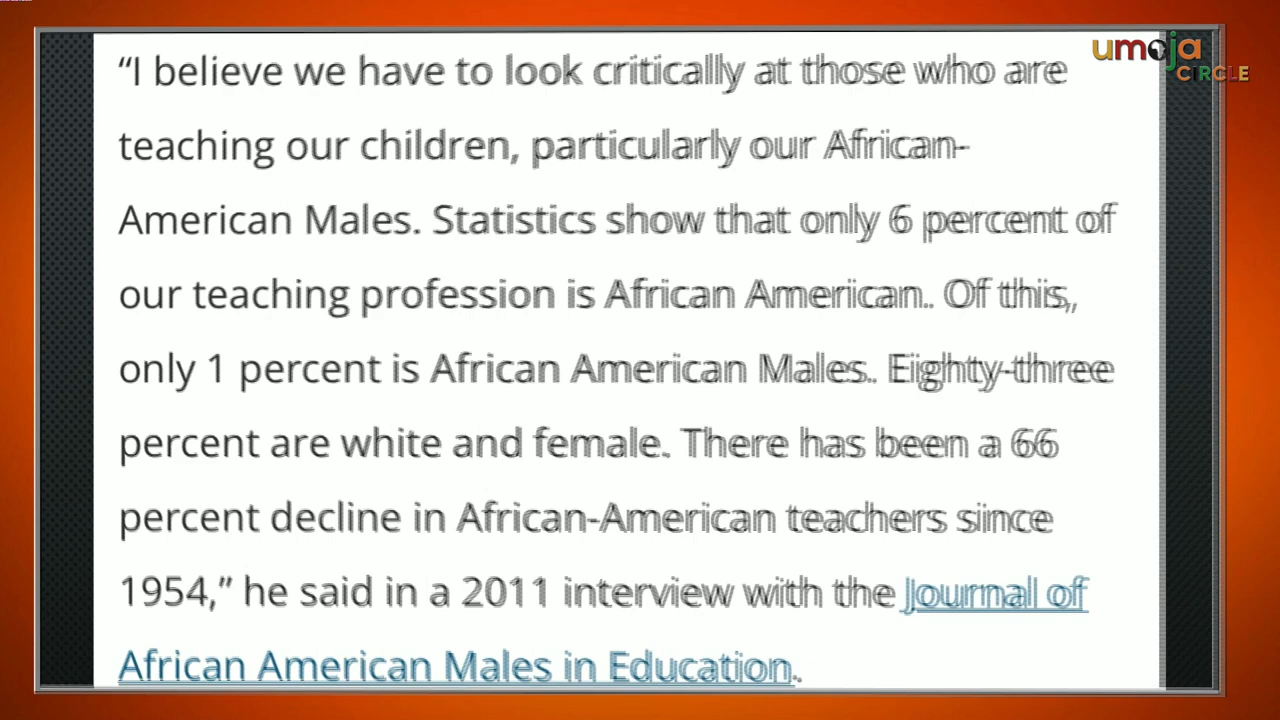 umoja
CIRCLE
“I believe we have to look critically at those who are
teaching our children, particularly our African-
American Males. Statistics show that only 6 percent of
our teaching profession is African American. Of this,
only 1 percent is African American Males. Eighty-three
percent are white and female. There has been a 66
percent decline in African-American teachers since
1954,” he said in a 2011 interview with the Journal of
African American Males in Education.